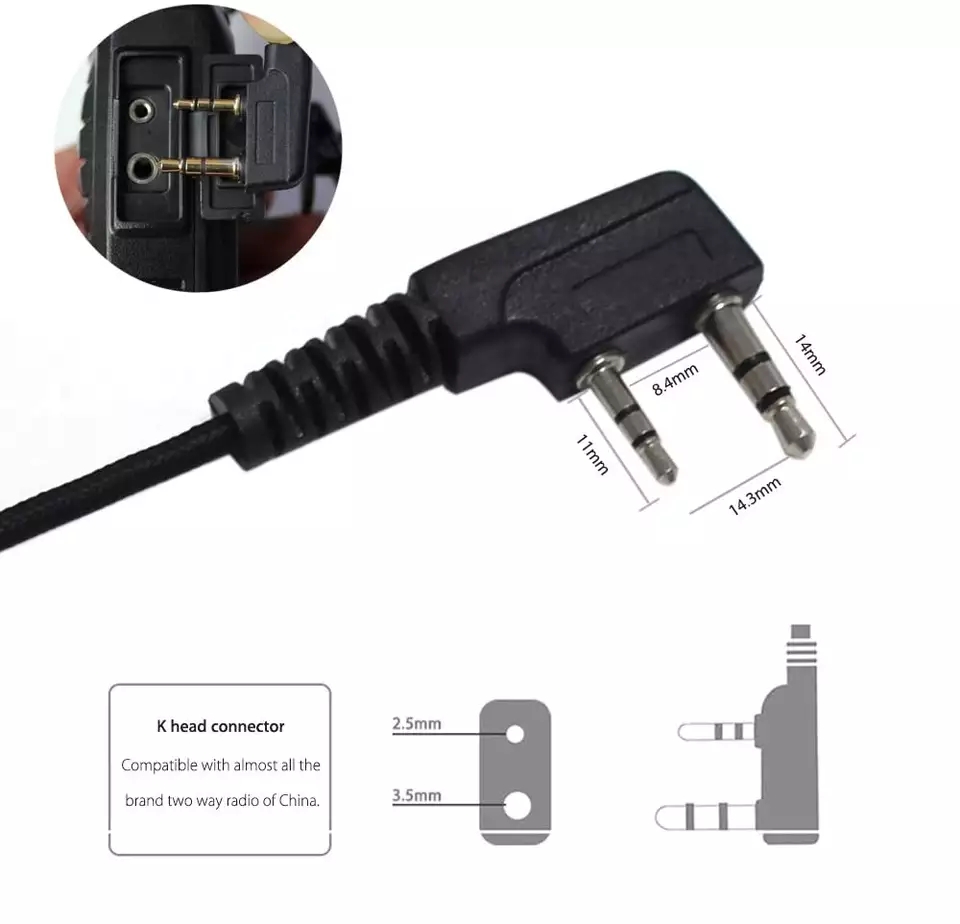 14mm
8.4mm
11mm
14.3mm
K head connector
Compatible with almost all the
brand two way radio of China.
2.5mm
3.5mm